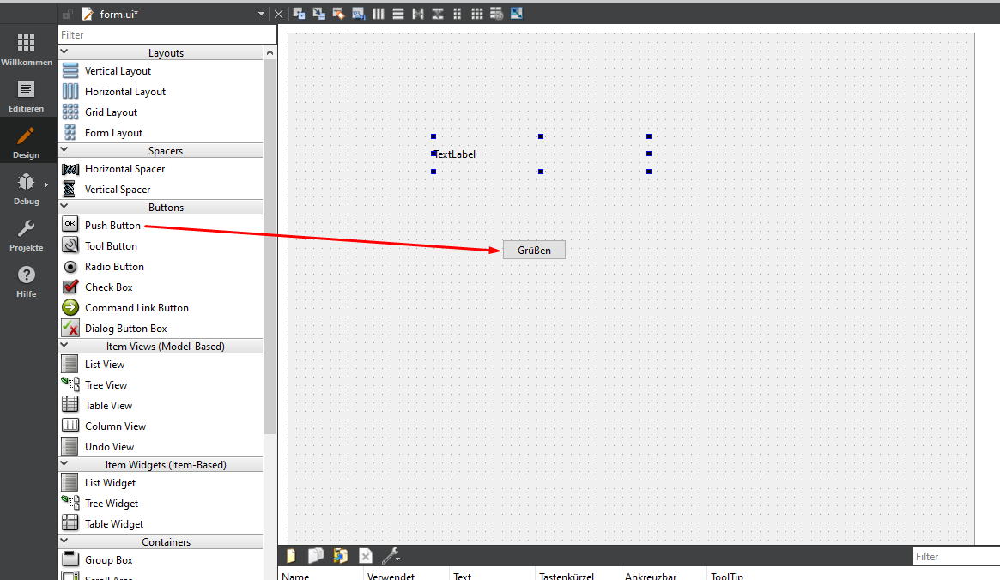 form.ui*
Willkommen
Editieren
Design
Debug
Projekte
Hilfe
Filter
Layouts
Vertical Layout
Horizontal Layout
Grid Layout
Form Layout
Spacers
Horizontal Spacer
Vertical Spacer
Buttons
OK
Push Button
Tool Button
Radio Button
Check Box
Command Link Button
Dialog Button Box
Item Views (Model-Based)
List View
Tree View
Table View
Column View
Undo View
Item Widgets (Item-Based)
List Widget
Tree Widget
Table Widget
Containers
Group Box
Scroll Area
TextLabel
Grüßen
Filter
Name
Verwendet
Text
Tastenkürzel
Ankreuzbar
ToolTip